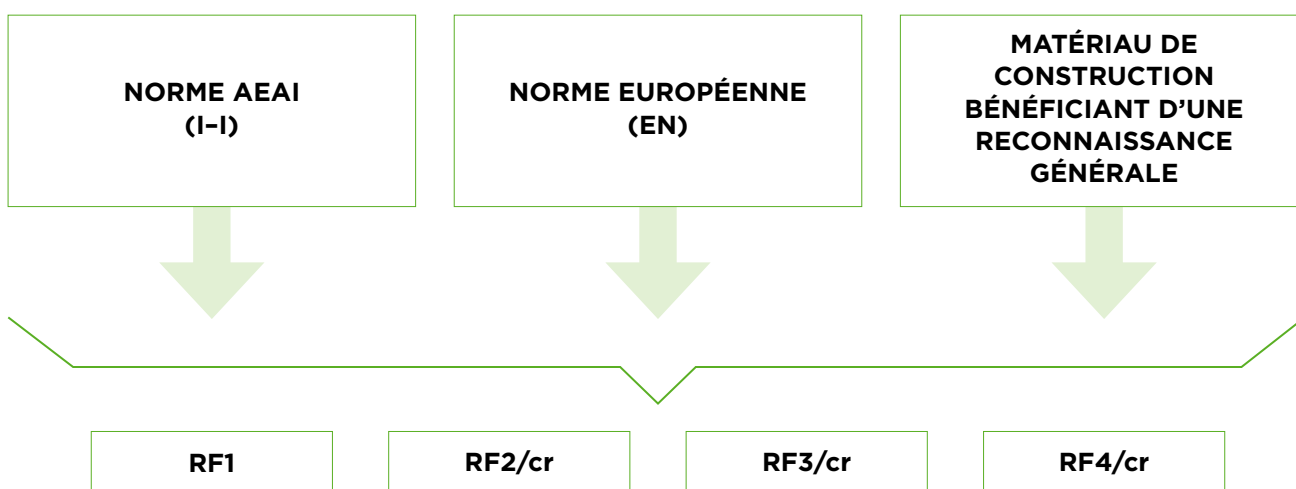 NORME AEAI
(I–I)
NORME EUROPÉENNE
(EN)
MATÉRIAU DE
CONSTRUCTION
BÉNÉFICIANT D’UNE
RECONNAISSANCE
GÉNÉRALE
RF1
RF2/cr
RF3/cr
RF4/cr